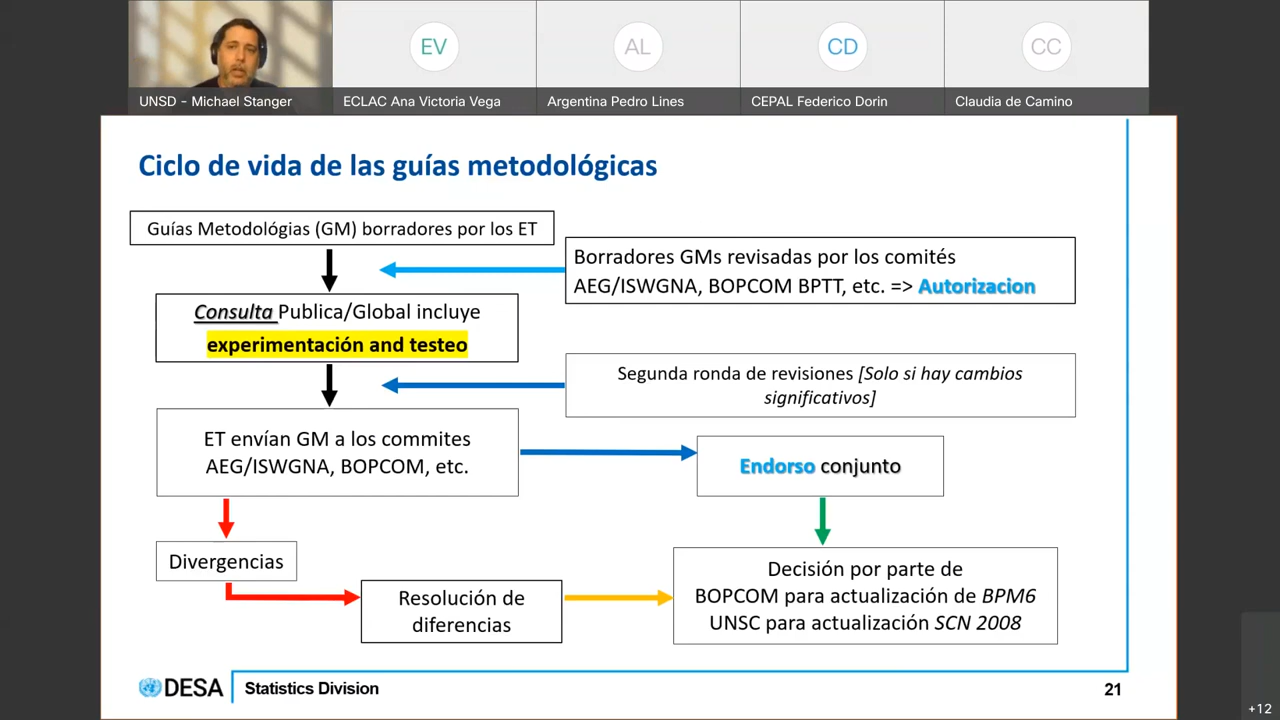 EV
AL
CD
CC
UNSD - Michael Stanger
ECLAC Ana Victoria Vega
Argentina Pedro Lines
CEPAL Federico Dorin
Claudia de Camino
Ciclo de vida de las guías metodológicas
Guías Metodológias (GM) borradores por los ET
Borradores GMs revisadas por los comités
AEG/ISWGNA, BOPCOM BPTT, etc. => Autorizacion
Consulta Publica/Global incluye
experimentación and testeo
Segunda ronda de revisiones [Solo si hay cambios
significativos]
ET envían GM a los commites
AEG/ISWGNA, BOPCOM, etc.
Endorso conjunto
Divergencias
Resolución de
diferencias
Decisión por parte de
BOPCOM para actualización de BPM6
UNSC para actualización SCN 2008
DESA
Statistics Division
21
+12